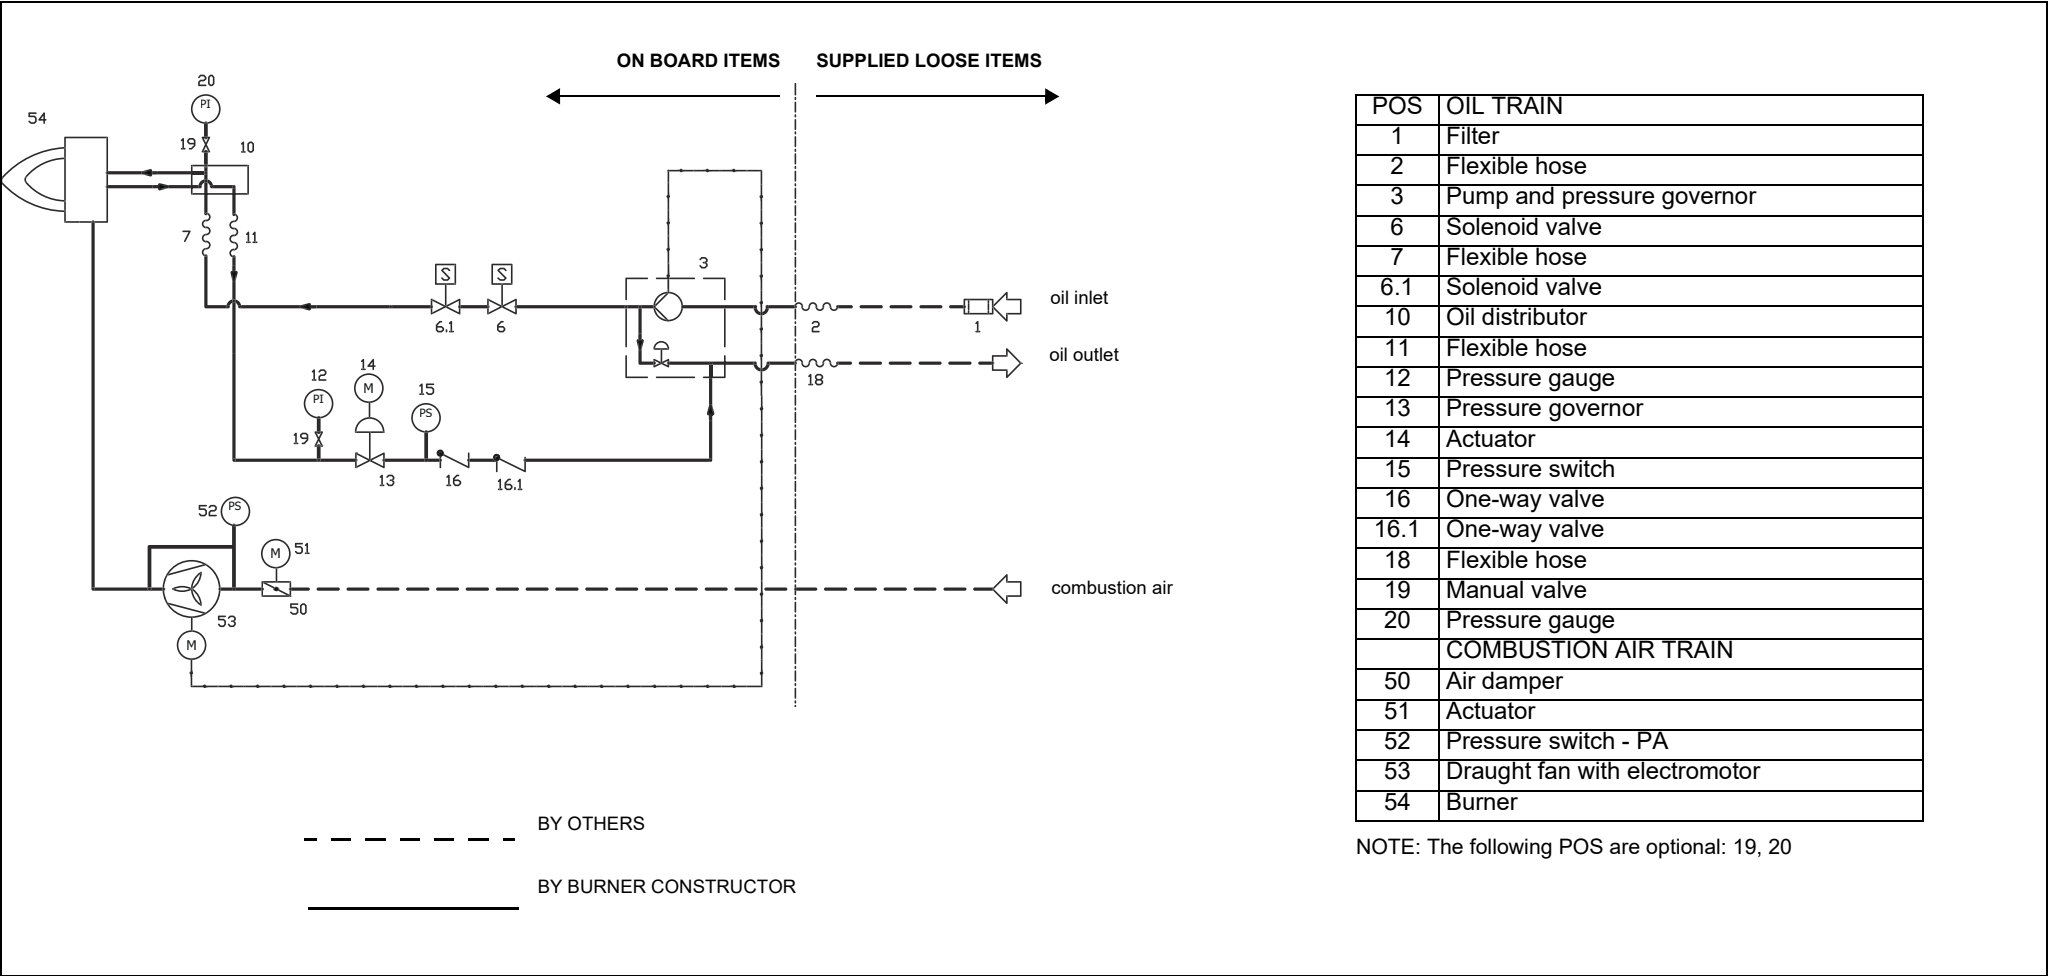 ON BOARD ITEMS
SUPPLIED LOOSE ITEMS
20
PI
54
19
10
7
11
S
S
3
6.1
6
2
1
oil inlet
oil outlet
18
14
M
12
PI
15
PS
19
13
16
16.1
52
PS
M
51
50
53
M
combustion air
BY OTHERS
BY BURNER CONSTRUCTOR
POS OIL TRAIN
1 Filter
2 Flexible hose
3 Pump and pressure governor
6 Solenoid valve
7 Flexible hose
6.1 Solenoid valve
10 Oil distributor
11 Flexible hose
12 Pressure gauge
13 Pressure governor
14 Actuator
15 Pressure switch
16 One-way valve
16.1 One-way valve
18 Flexible hose
19 Manual valve
20 Pressure gauge
COMBUSTION AIR TRAIN
50 Air damper
51 Actuator
52 Pressure switch - PA
53 Draught fan with electromotor
54 Burner
NOTE: The following POS are optional: 19, 20